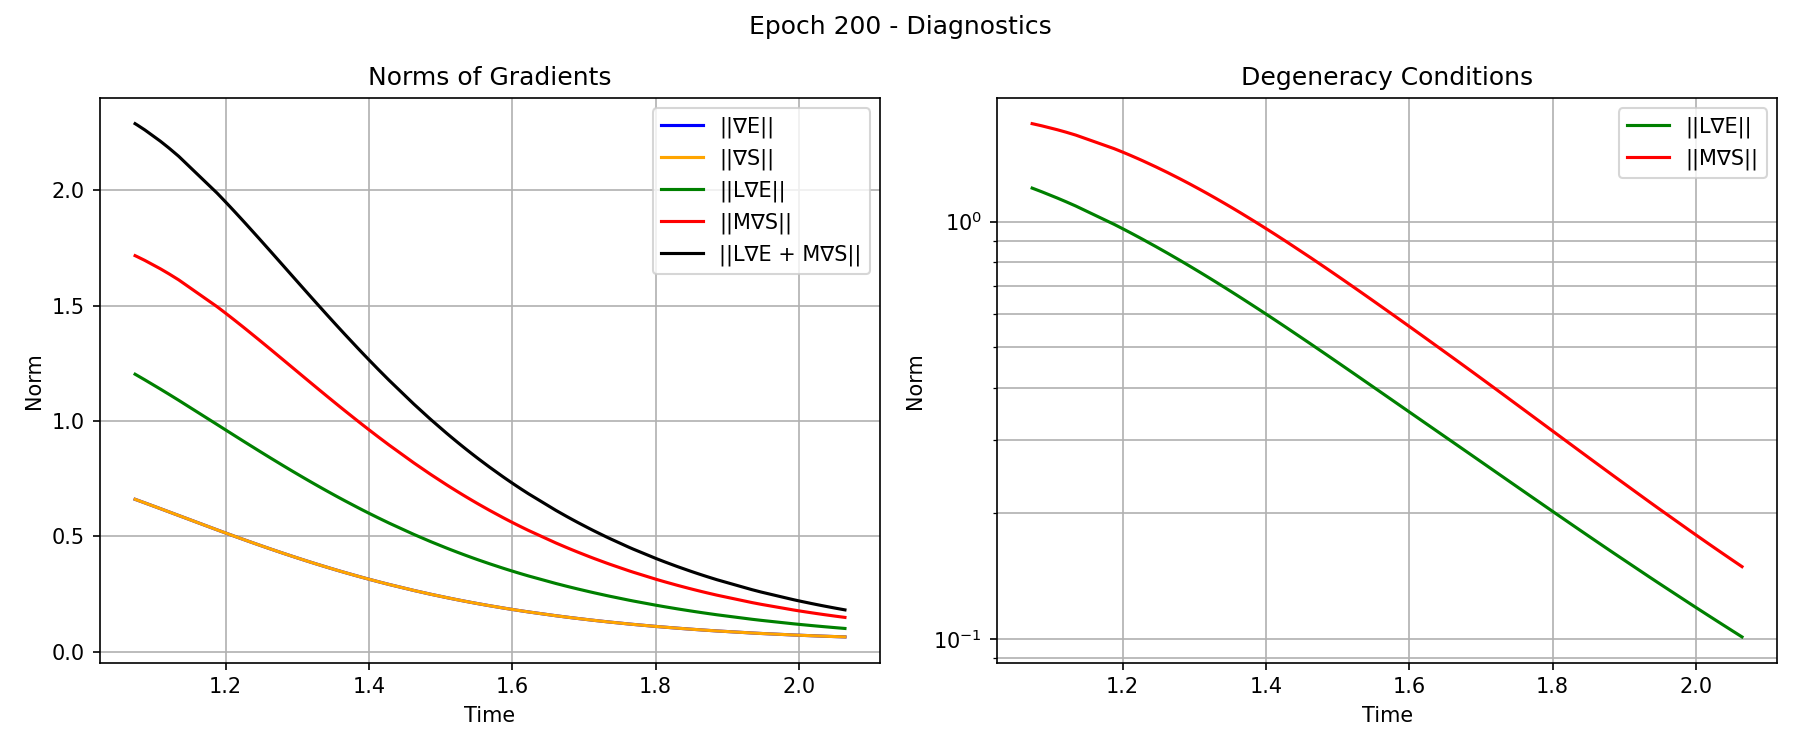 Epoch 200 - Diagnostics
Norms of Gradients
||∇E||
||∇S||
||L∇E||
||M∇S||
||L∇E + M∇S||
2.0
1.5
1.0
0.5
0.0
Norm
1.2 1.4 1.6 1.8 2.0
Time
Degeneracy Conditions
||L∇E||
||M∇S||
10⁰
10⁻¹
Norm
1.2 1.4 1.6 1.8 2.0
Time